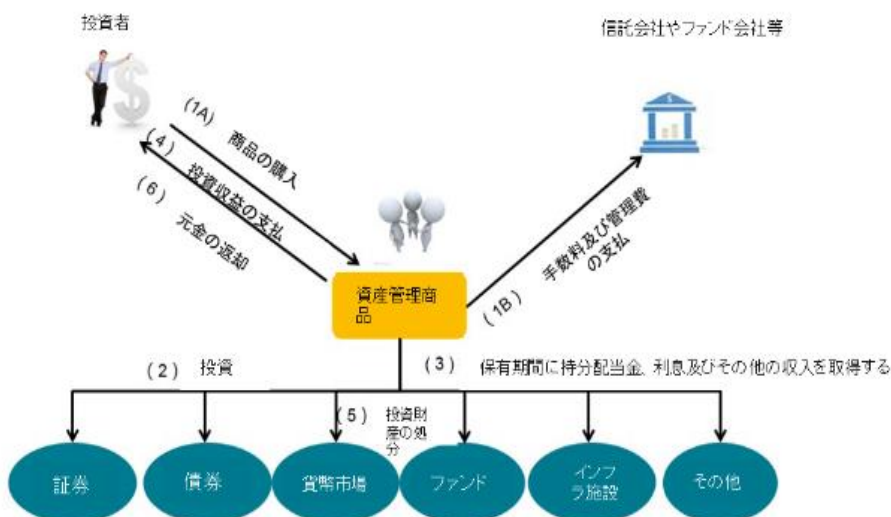 投資者
信託会社やファンド会社等
(1A) 商品の購入
(4) 投資収益の支払
(6) 元金の返却
手数料及び管理費
の支払
(1B)
資産管理商
品
(2) 投資
(3) 保有期間に持分配当金、利息及びその他の収入を取得する
(5) 投資財
産の処
分
証券
債券
貨幣市場
ファンド
インフ
ラ施設
その他